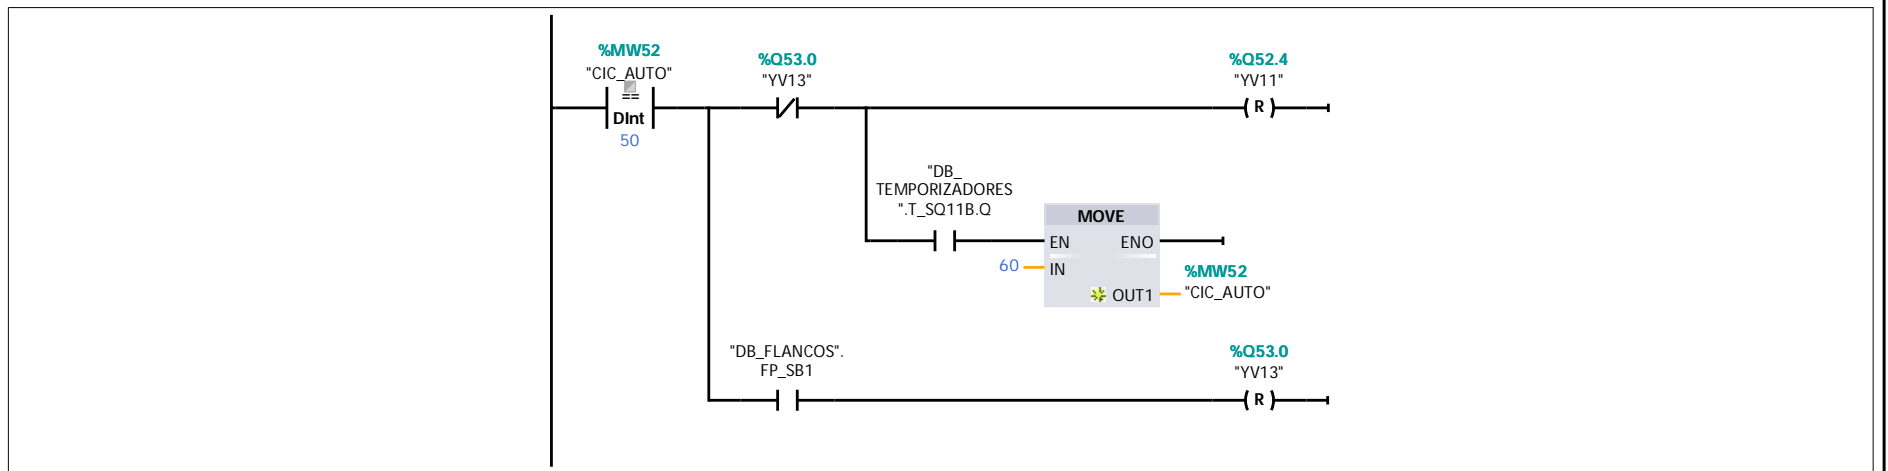 %MW52
"CIC_AUTO"
==
DInt
50
%Q53.0
"YV13"
%Q52.4
"YV11"
( R )
"DB_
TEMPORIZADORES
".T_SQ11B.Q
MOVE
EN ENO
60 IN
%MW52
OUT1 "CIC_AUTO"
"DB_FLANCOS".
FP_SB1
%Q53.0
"YV13"
( R )